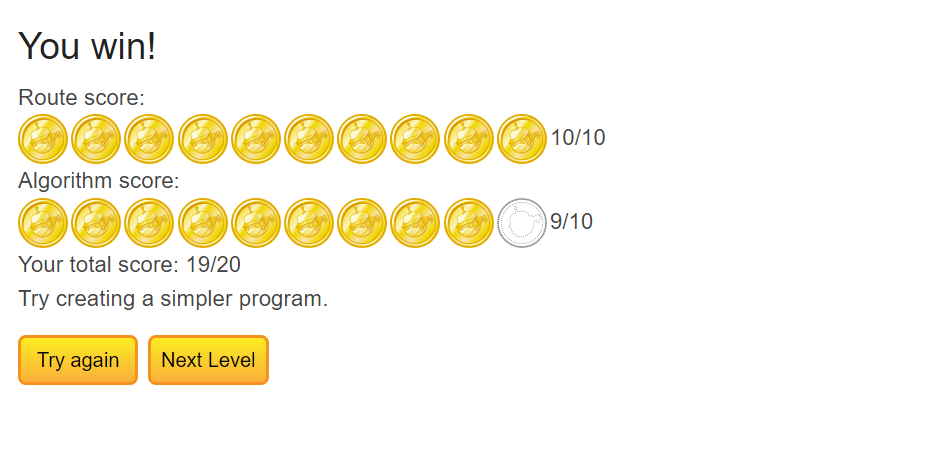 You win!
Route score:
10/10
Algorithm score:
9/10
Your total score: 19/20
Try creating a simpler program.
Try again
Next Level